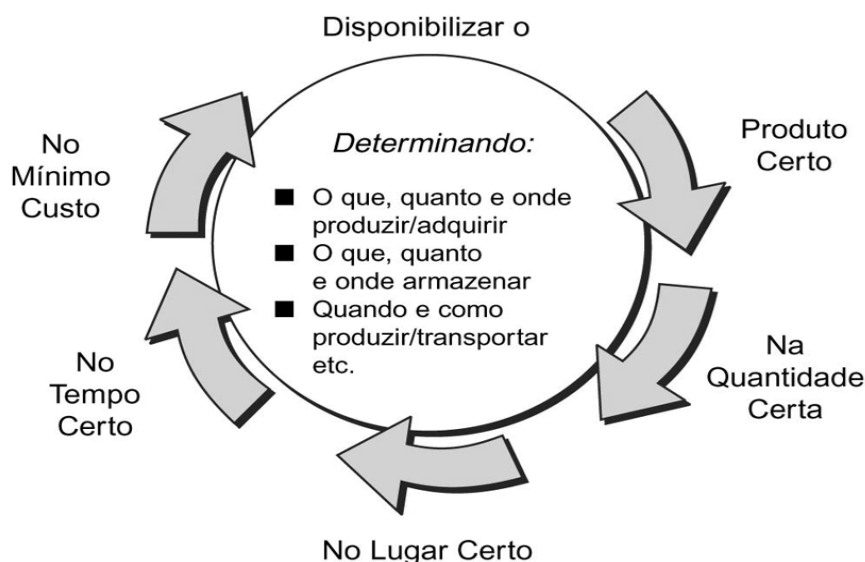 Disponibilizar o
Produto
Certo
Na
Quantidade
Certa
No Lugar Certo
No
Tempo
Certo
No
Mínimo
Custo
Determinando:
■ O que, quanto e onde
produzir/adquirir
■ O que, quanto
e onde armazenar
■ Quando e como
produzir/transportar
etc.